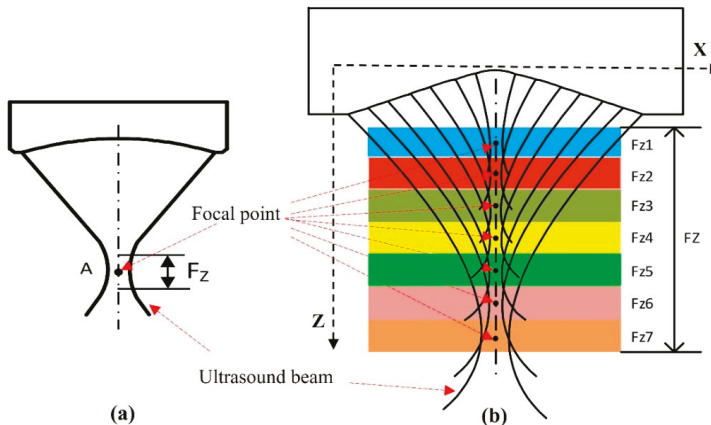 X
Fz1
Fz2
Fz3
Fz4
Fz5
Fz6
Fz7
FZ
Z
Focal point
A
FZ
Ultrasound beam
(a)
(b)